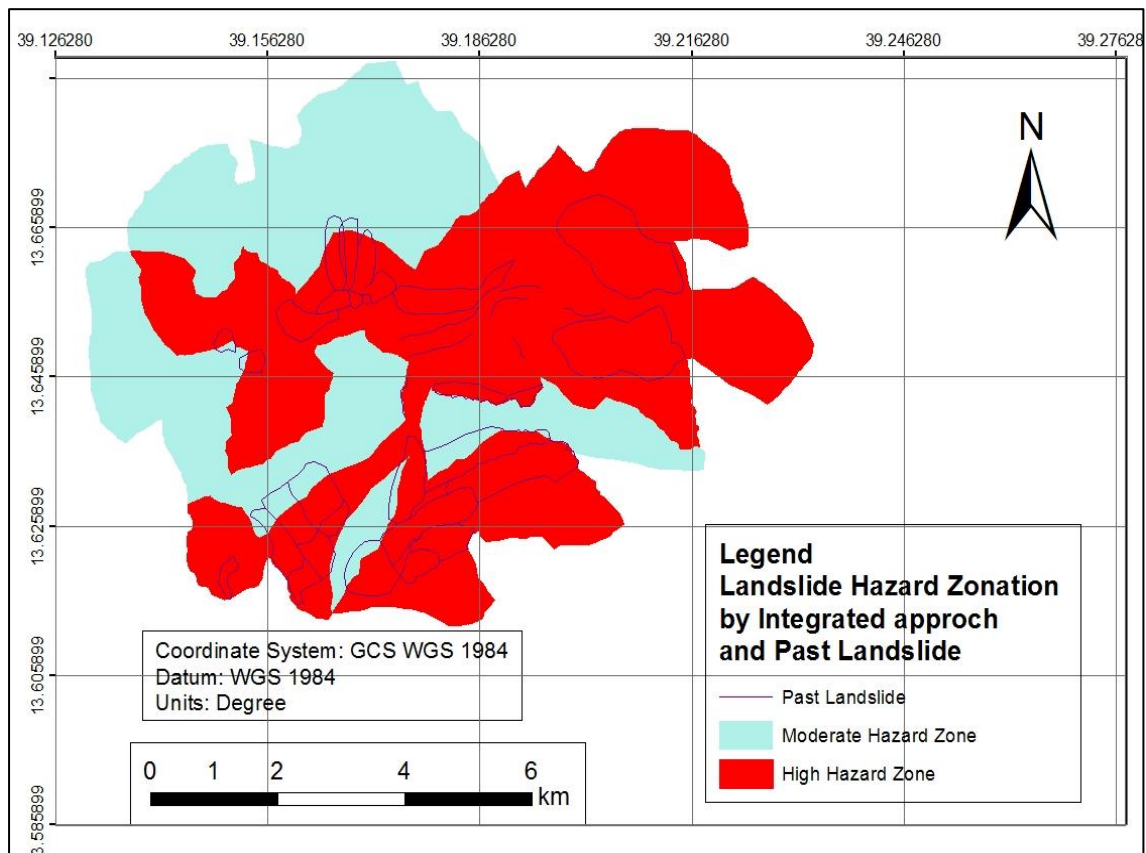 39.126280 39.156280 39.186280 39.216280 39.246280 39.27628
N
13.665899
13.645899
13.625899
13.605899
13.585899
Legend
Landslide Hazard Zonation
by Integrated approch
and Past Landslide
Past Landslide
Moderate Hazard Zone
High Hazard Zone
Coordinate System: GCS WGS 1984
Datum: WGS 1984
Units: Degree
0 1 2 4 6
km